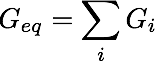 G_{eq} = \sum_{i} G_i